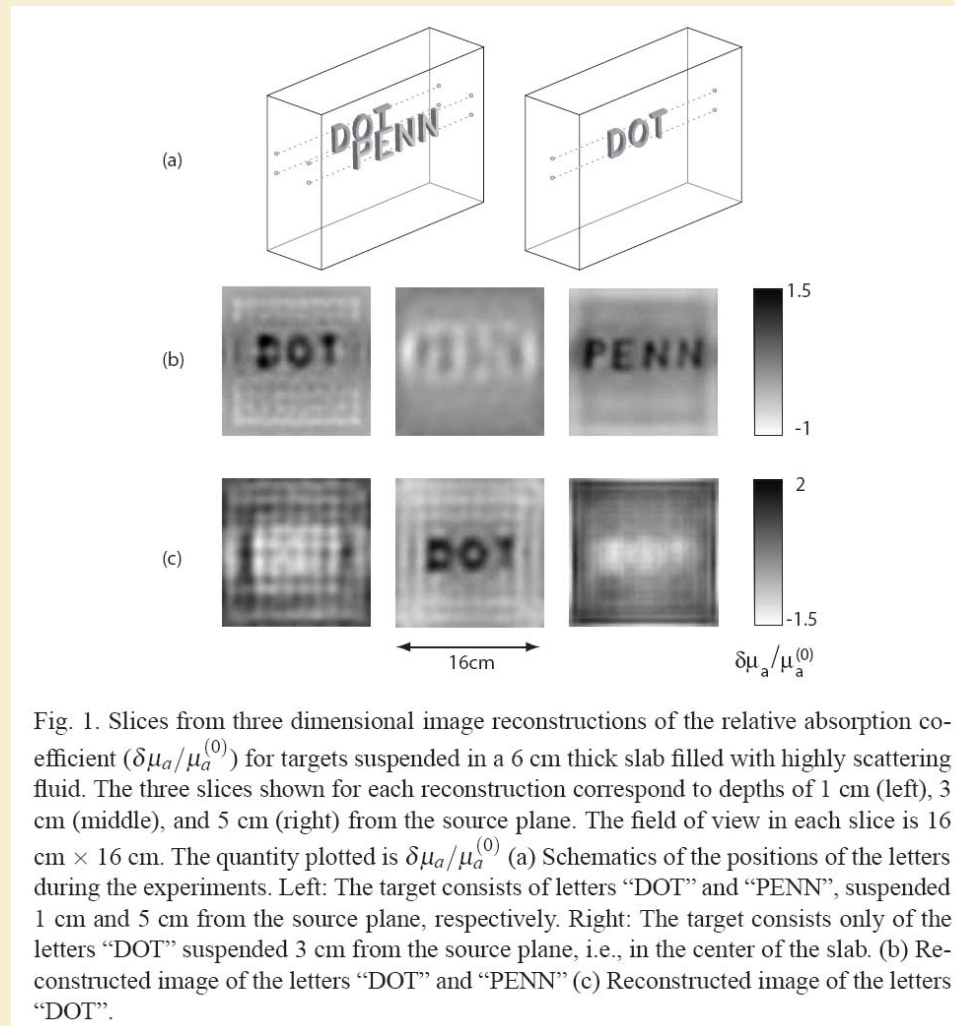 DOT
PENN
DOT
(a)
(b)
DOT
PENN
1.5
-1
(c)
DOT
2
-1.5
16cm
δμ_a/μ_a^(0)
Fig. 1. Slices from three dimensional image reconstructions of the relative absorption co-
efficient (δμ_a/μ_a^(0)) for targets suspended in a 6 cm thick slab filled with highly scattering
fluid. The three slices shown for each reconstruction correspond to depths of 1 cm (left), 3
cm (middle), and 5 cm (right) from the source plane. The field of view in each slice is 16
cm × 16 cm. The quantity plotted is δμ_a/μ_a^(0) (a) Schematics of the positions of the letters
during the experiments. Left: The target consists of letters “DOT” and “PENN”, suspended
1 cm and 5 cm from the source plane, respectively. Right: The target consists only of the
letters “DOT” suspended 3 cm from the source plane, i.e., in the center of the slab. (b) Re-
constructed image of the letters “DOT” and “PENN” (c) Reconstructed image of the letters
“DOT”.